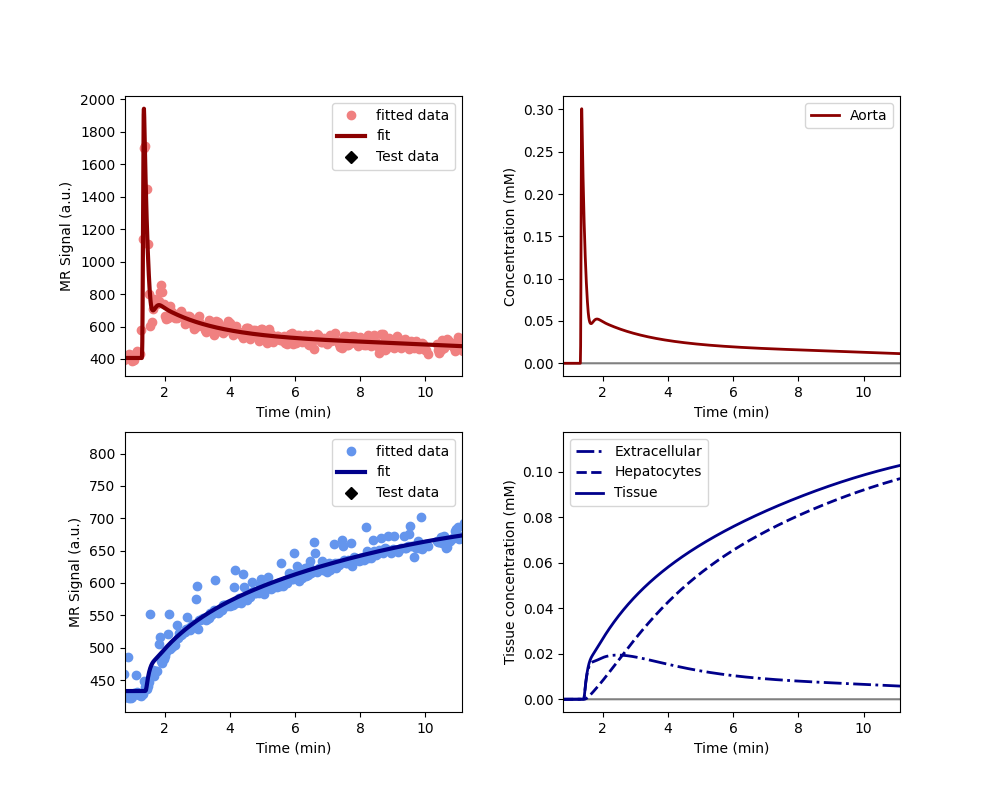 MR Signal (a.u.)
2000
1800
1600
1400
1200
1000
800
600
400
2 4 6 8 10
Time (min)
fitted data
fit
Test data
Concentration (mM)
0.30
0.25
0.20
0.15
0.10
0.05
0.00
2 4 6 8 10
Time (min)
Aorta
MR Signal (a.u.)
800
750
700
650
600
550
500
450
2 4 6 8 10
Time (min)
fitted data
fit
Test data
Tissue concentration (mM)
0.10
0.08
0.06
0.04
0.02
0.00
2 4 6 8 10
Time (min)
Extracellular
Hepatocytes
Tissue